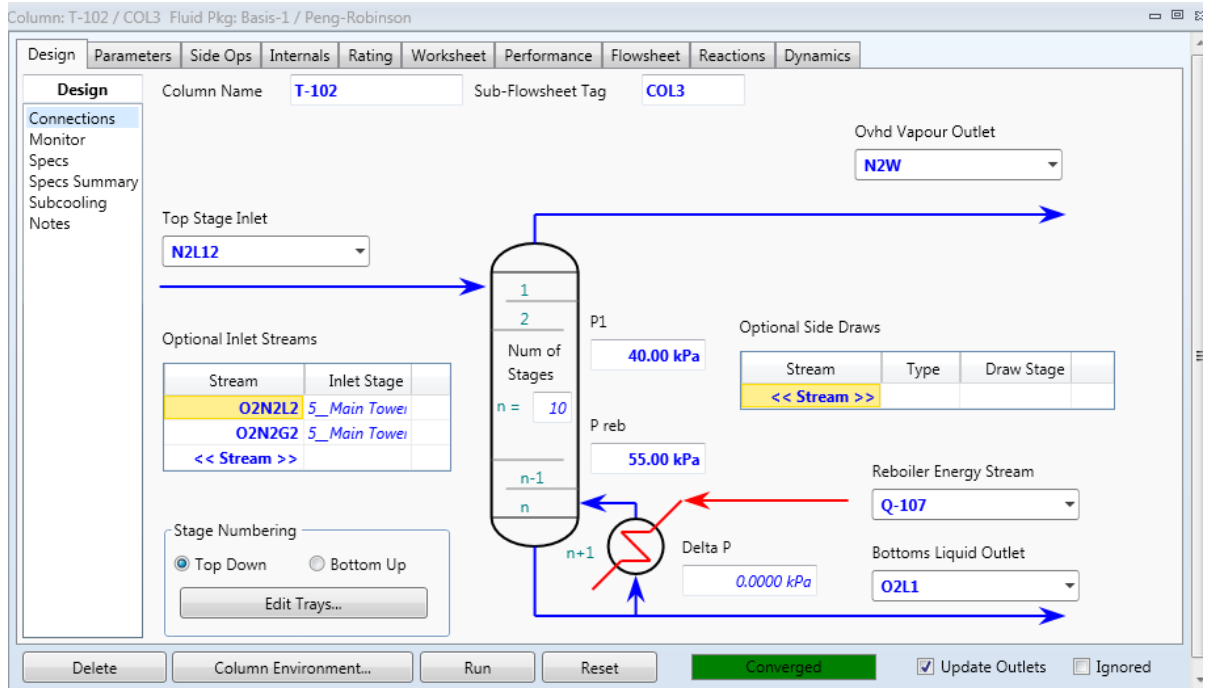 Column: T-102 / COL3 Fluid Pkg: Basis-1 / Peng-Robinson
Design Parameters Side Ops Internals Rating Worksheet Performance Flowsheet Reactions Dynamics
Design
Connections
Monitor
Specs
Specs Summary
Subcooling
Notes
Column Name T-102 Sub-Flowsheet Tag COL3
Ovhd Vapour Outlet
N2W
Top Stage Inlet
N2L12
Optional Inlet Streams
Stream Inlet Stage
O2N2L2 5__Main Tower
O2N2G2 5__Main Tower
<< Stream >>
Stage Numbering
Top Down Bottom Up
Edit Trays...
1
2
Num of
Stages
n = 10
n-1
n
n+1
P1
40.00 kPa
P reb
55.00 kPa
Delta P
0.0000 kPa
Optional Side Draws
Stream Type Draw Stage
<< Stream >>
Reboiler Energy Stream
Q-107
Bottoms Liquid Outlet
O2L1
Delete Column Environment... Run Reset Converged Update Outlets Ignored